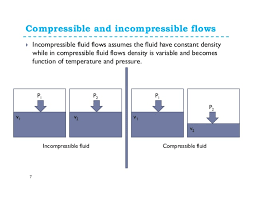 Compressible and incompressible flows
Incompressible fluid flows assumes the fluid have constant density
while in compressible fluid flows density is variable and becomes
function of temperature and pressure.
P₁ P₂ P₁ P₂
v₁ v₂ v₁ v₂
Incompressible fluid Compressible fluid
7